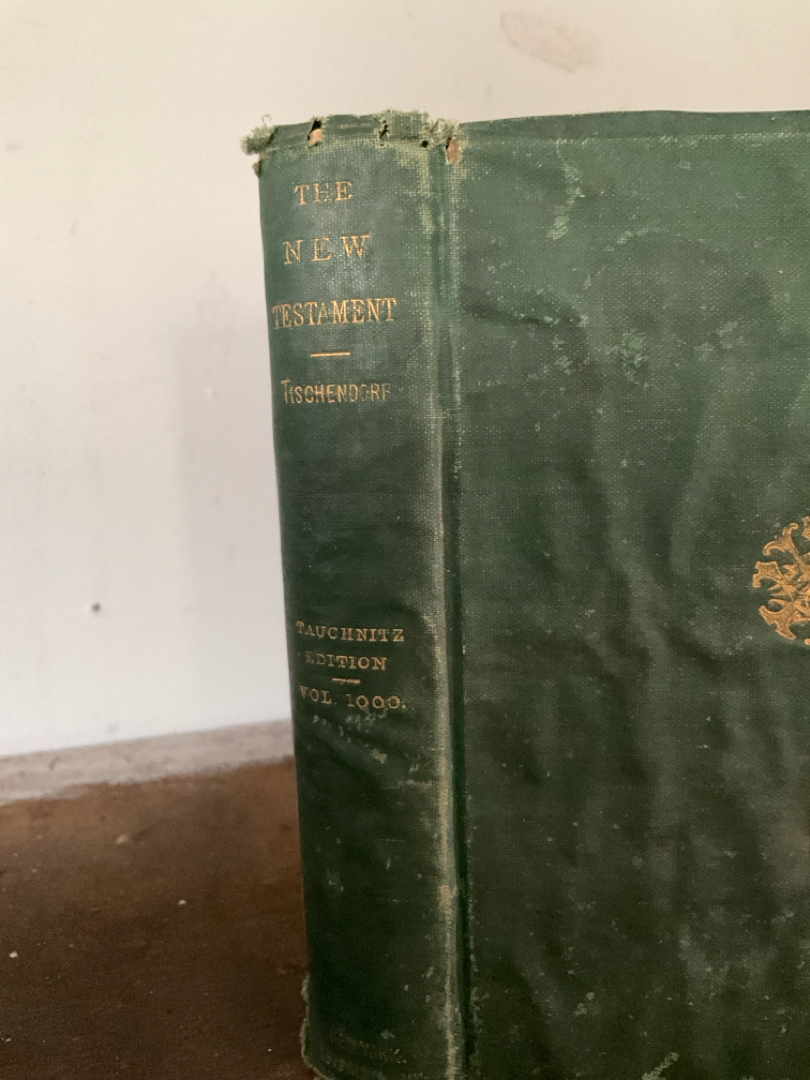 THE
NEW
TESTAMENT
TISCHENDORF
TAUCHNITZ
EDITION
VOL. 1000.